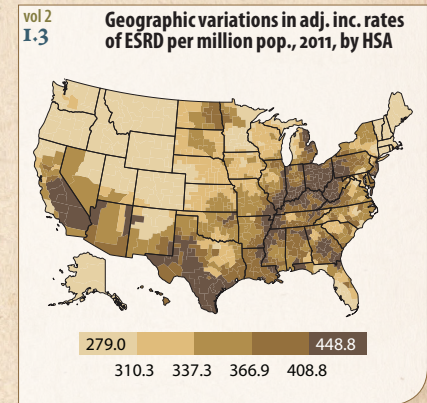 vol 2
1.3
Geographic variations in adj. inc. rates
of ESRD per million pop., 2011, by HSA
279.0 448.8
310.3 337.3 366.9 408.8